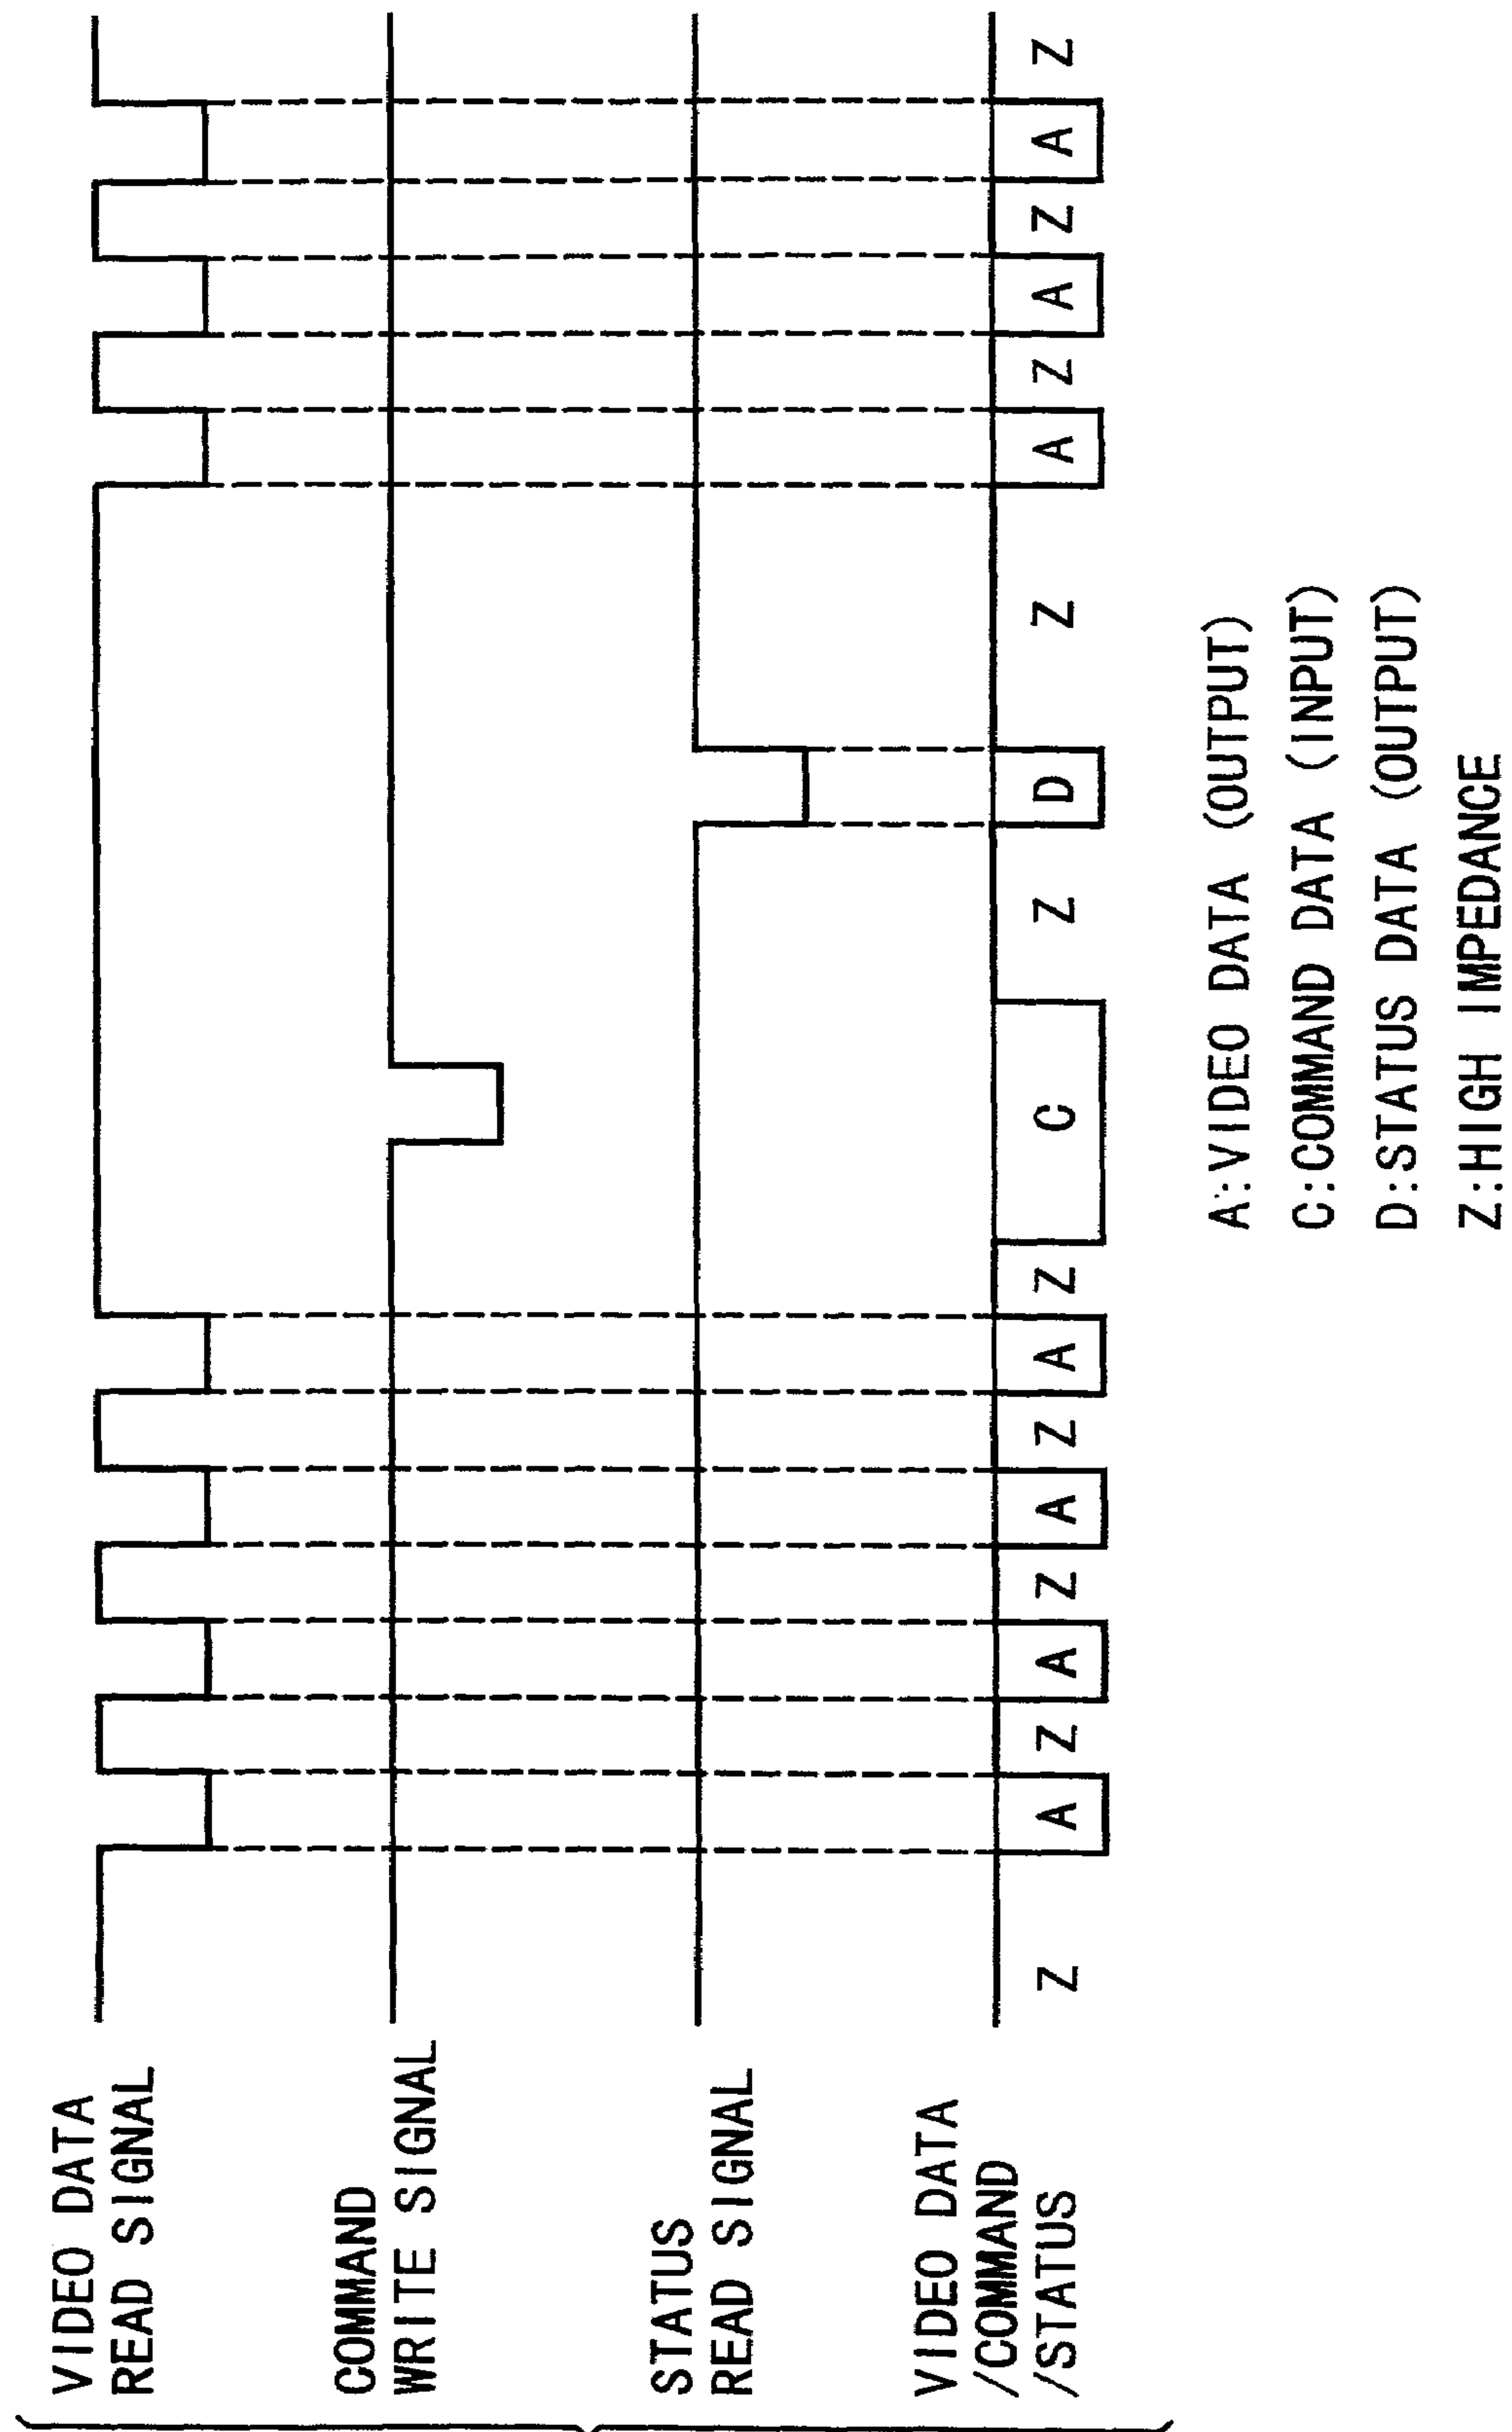 VIDEO DATA
READ SIGNAL
COMMAND
WRITE SIGNAL
STATUS
READ SIGNAL
VIDEO DATA
/COMMAND
/STATUS
Z A Z A Z A Z A Z C Z D Z A Z A Z A Z
A:VIDEO DATA (OUTPUT)
C:COMMAND DATA (INPUT)
D:STATUS DATA (OUTPUT)
Z:HIGH IMPEDANCE